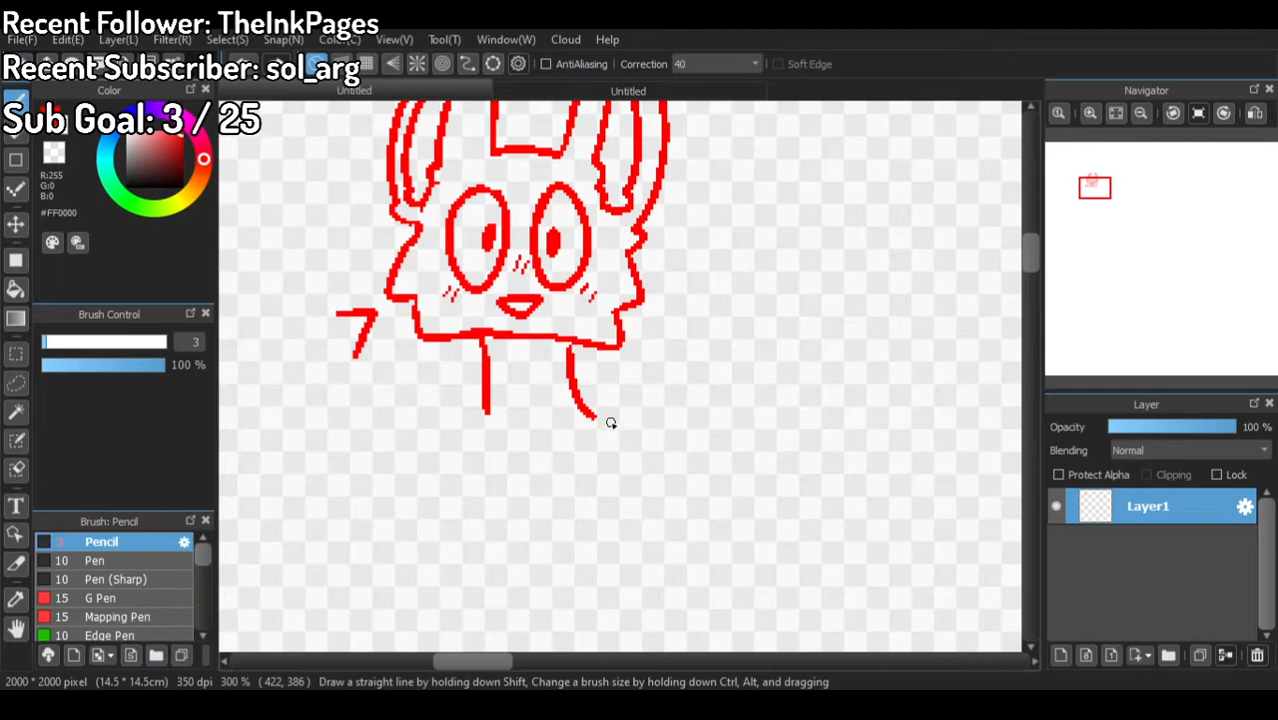 Recent Follower: TheInkPages
File(F) Edit(E) Layer(L) Filter(R) Select(S) Snap(N) Color(C) View(V) Tool(T) Window(W) Cloud Help
Recent Subscriber: sol_arg
AntiAliasing Correction 40 Soft Edge
Sub Goal: 3 / 25
Color
Untitled
Untitled
Navigator
R:255
G:0
B:0
#FF0000
Brush Control
3
100 %
Layer
Opacity 100 %
Blending Normal
Protect Alpha Clipping Lock
Layer1
Brush: Pencil
3 Pencil
10 Pen
10 Pen (Sharp)
15 G Pen
15 Mapping Pen
10 Edge Pen
2000 * 2000 pixel (14.5 * 14.5cm) 350 dpi 300 % ( 422, 386 ) Draw a straight line by holding down Shift, Change a brush size by holding down Ctrl, Alt, and dragging